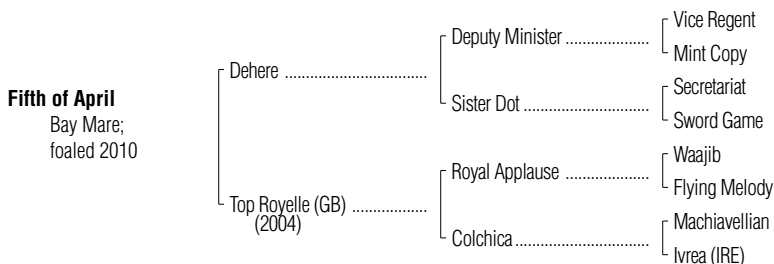 Fifth of April
Bay Mare;
foaled 2010
Dehere ..................................
Top Royelle (GB) ..................
(2004)
Deputy Minister ....................
Sister Dot ..............................
Royal Applause ....................
Colchica ................................
Vice Regent
Mint Copy
Secretariat
Sword Game
Waajib
Flying Melody
Machiavellian
Ivrea (IRE)